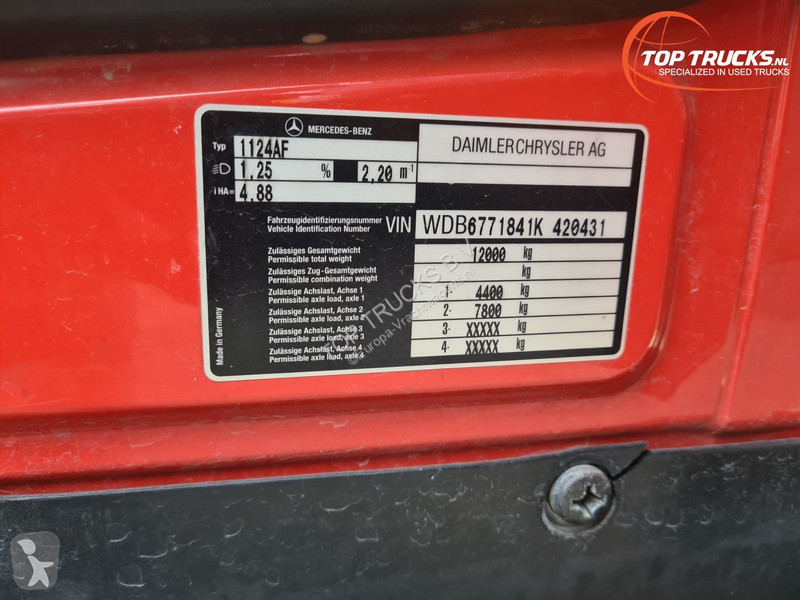 TOP TRUCKS.NL
SPECIALIZED IN USED TRUCKS
MERCEDES-BENZ
Typ 1124AF DAIMLERCHRYSLER AG
1,25 % 2,20 m-1
i HA= 4,88
Fahrzeugidentifizierungsnummer
Vehicle Identification Number
VIN WDB6771841K 420431
Zulässiges Gesamtgewicht
Permissible total weight
12000 kg
Zulässiges Zug-Gesamtgewicht
Permissible combination weight
kg
Zulässige Achslast, Achse 1
Permissible axle load, axle 1
1- 4400 kg
Zulässige Achslast, Achse 2
Permissible axle load, axle 2
2- 7800 kg
Zulässige Achslast, Achse 3
Permissible axle load, axle 3
3- XXXXX kg
Zulässige Achslast, Achse 4
Permissible axle load, axle 4
4- XXXXX kg
Made in Germany
TOP TRUCKS B.V.